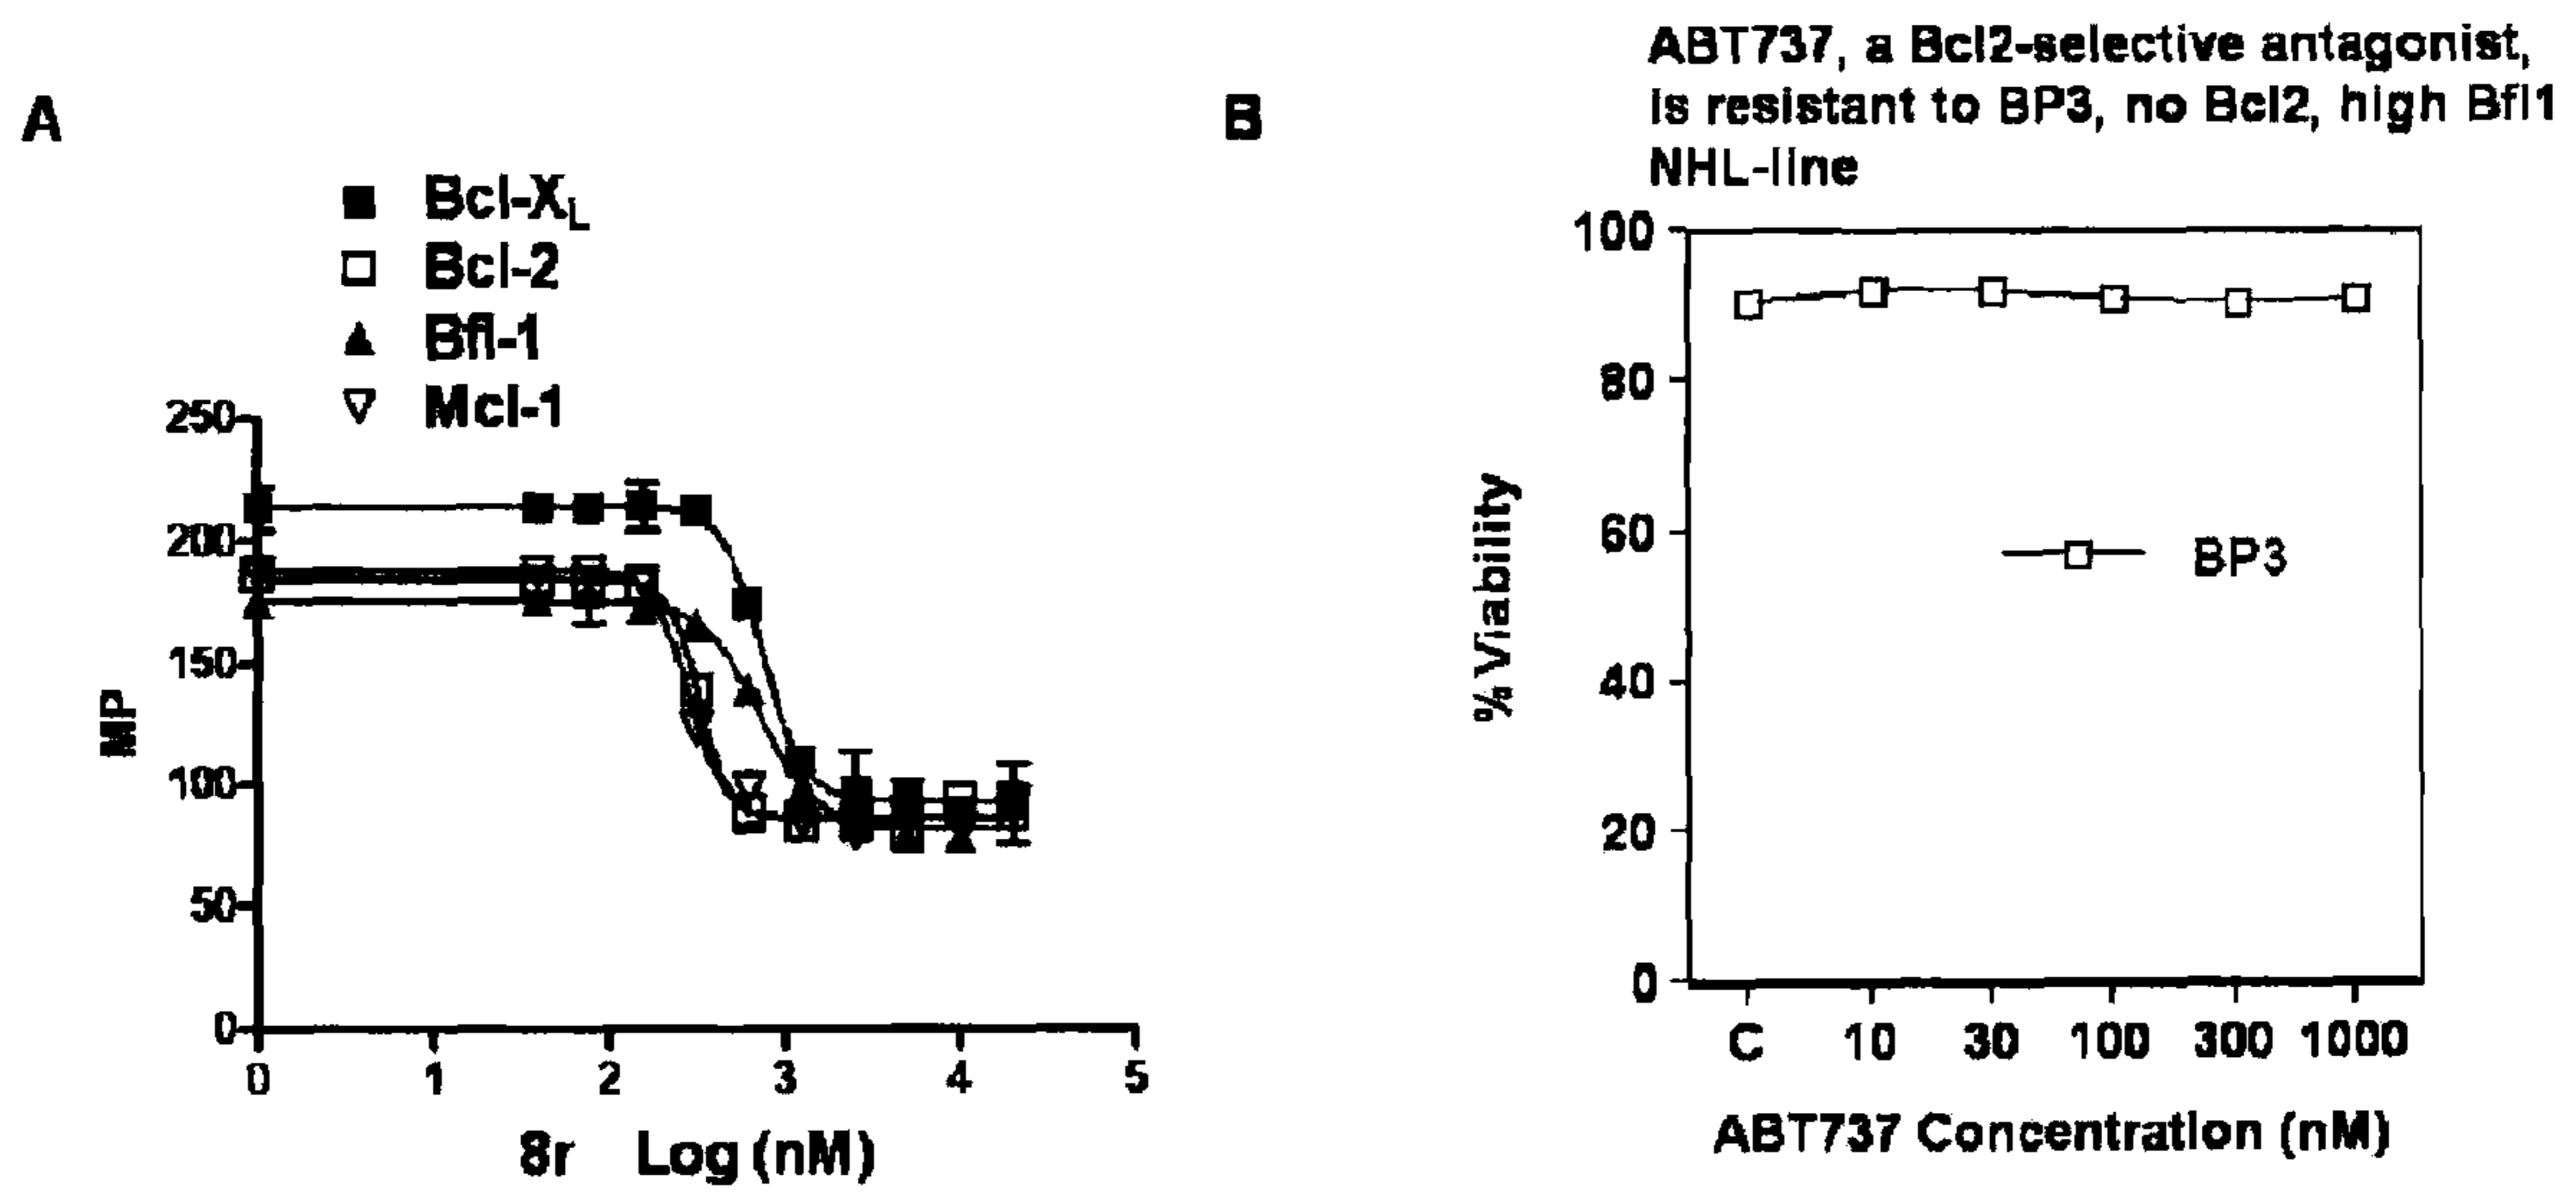 A
Bcl-XL
Bcl-2
Bfl-1
Mcl-1
250
200
150
100
50
0
MP
0 1 2 3 4 5
8r Log (nM)
B
ABT737, a Bcl2-selective antagonist,
is resistant to BP3, no Bcl2, high Bfl1
NHL-line
100
80
60
40
20
0
% Viability
BP3
C 10 30 100 300 1000
ABT737 Concentration (nM)